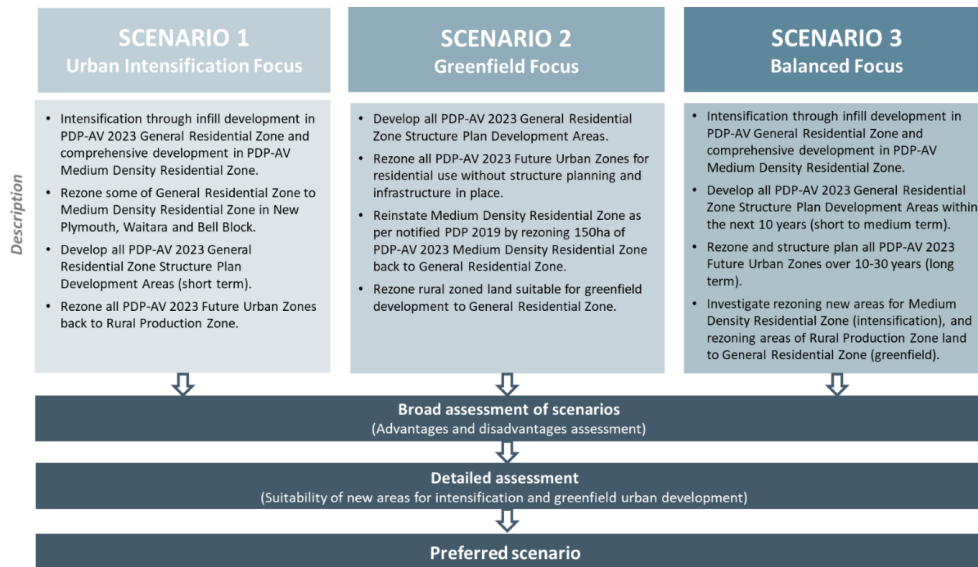 SCENARIO 1
Urban Intensification Focus
SCENARIO 2
Greenfield Focus
SCENARIO 3
Balanced Focus
Description
• Intensification through infill development in
PDP-AV 2023 General Residential Zone and
comprehensive development in PDP-AV
Medium Density Residential Zone.
• Rezone some of General Residential Zone to
Medium Density Residential Zone in New
Plymouth, Waitara and Bell Block.
• Develop all PDP-AV 2023 General
Residential Zone Structure Plan
Development Areas (short term).
• Rezone all PDP-AV 2023 Future Urban Zones
back to Rural Production Zone.
• Develop all PDP-AV 2023 General Residential
Zone Structure Plan Development Areas.
• Rezone all PDP-AV 2023 Future Urban Zones for
residential use without structure planning and
infrastructure in place.
• Reinstate Medium Density Residential Zone as
per notified PDP 2019 by rezoning 150ha of
PDP-AV 2023 Medium Density Residential Zone
back to General Residential Zone.
• Rezone rural zoned land suitable for greenfield
development to General Residential Zone.
• Intensification through infill development in
PDP-AV General Residential Zone and
comprehensive development in PDP-AV
Medium Density Residential Zone.
• Develop all PDP-AV 2023 General Residential
Zone Structure Plan Development Areas within
the next 10 years (short to medium term).
• Rezone and structure plan all PDP-AV 2023
Future Urban Zones over 10-30 years (long
term).
• Investigate rezoning new areas for Medium
Density Residential Zone (intensification), and
rezoning areas of Rural Production Zone land
to General Residential Zone (greenfield).
Broad assessment of scenarios
(Advantages and disadvantages assessment)
Detailed assessment
(Suitability of new areas for intensification and greenfield urban development)
Preferred scenario